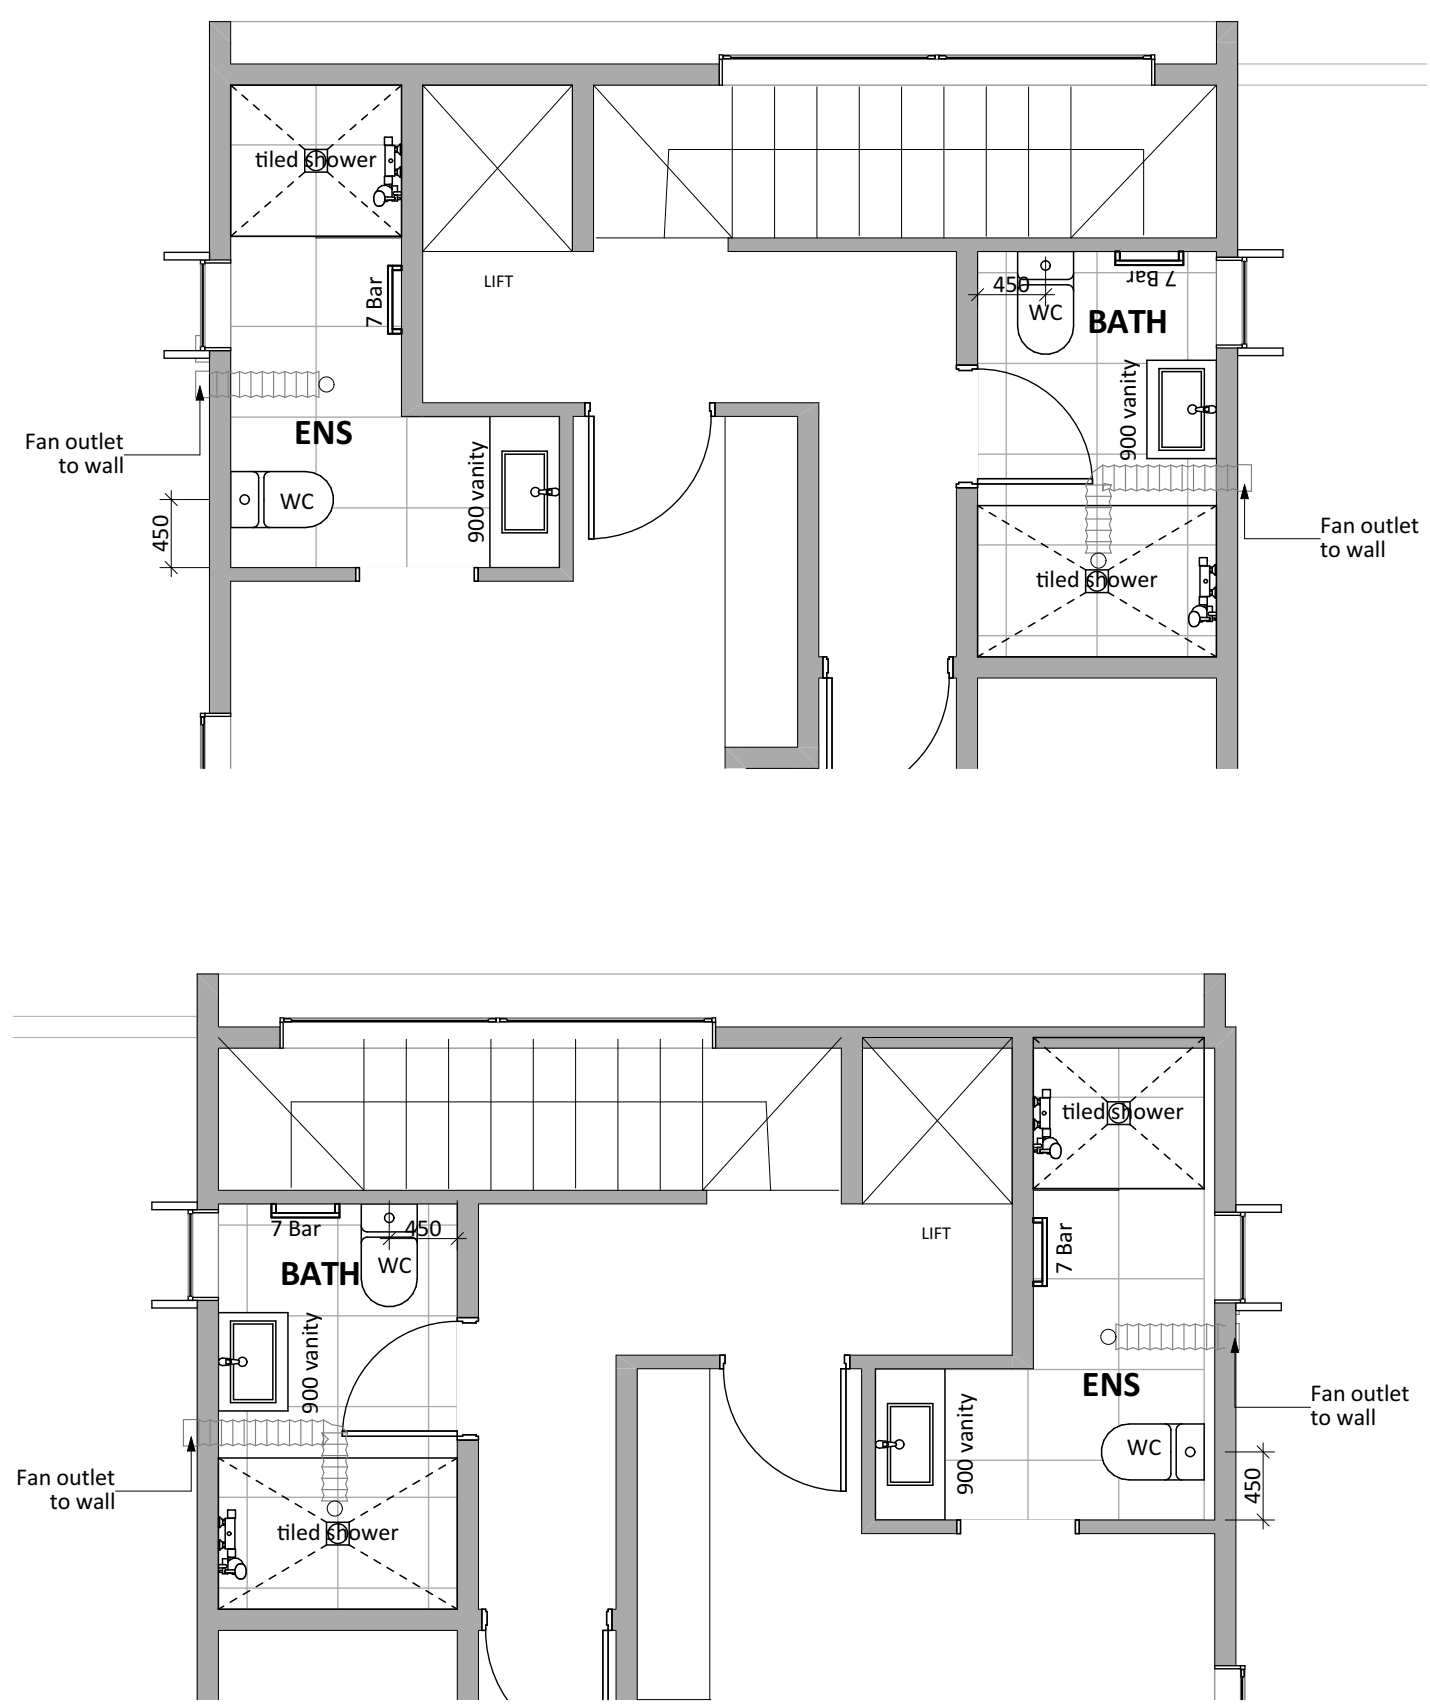 tiled shower
LIFT
7 Bar
7 Bar
450
WC
BATH
900 vanity
Fan outlet
to wall
ENS
900 vanity
WC
450
Fan outlet
to wall
tiled shower
tiled shower
7 Bar
450
WC
BATH
LIFT
7 Bar
900 vanity
ENS
Fan outlet
to wall
900 vanity
WC
450
Fan outlet
to wall
tiled shower